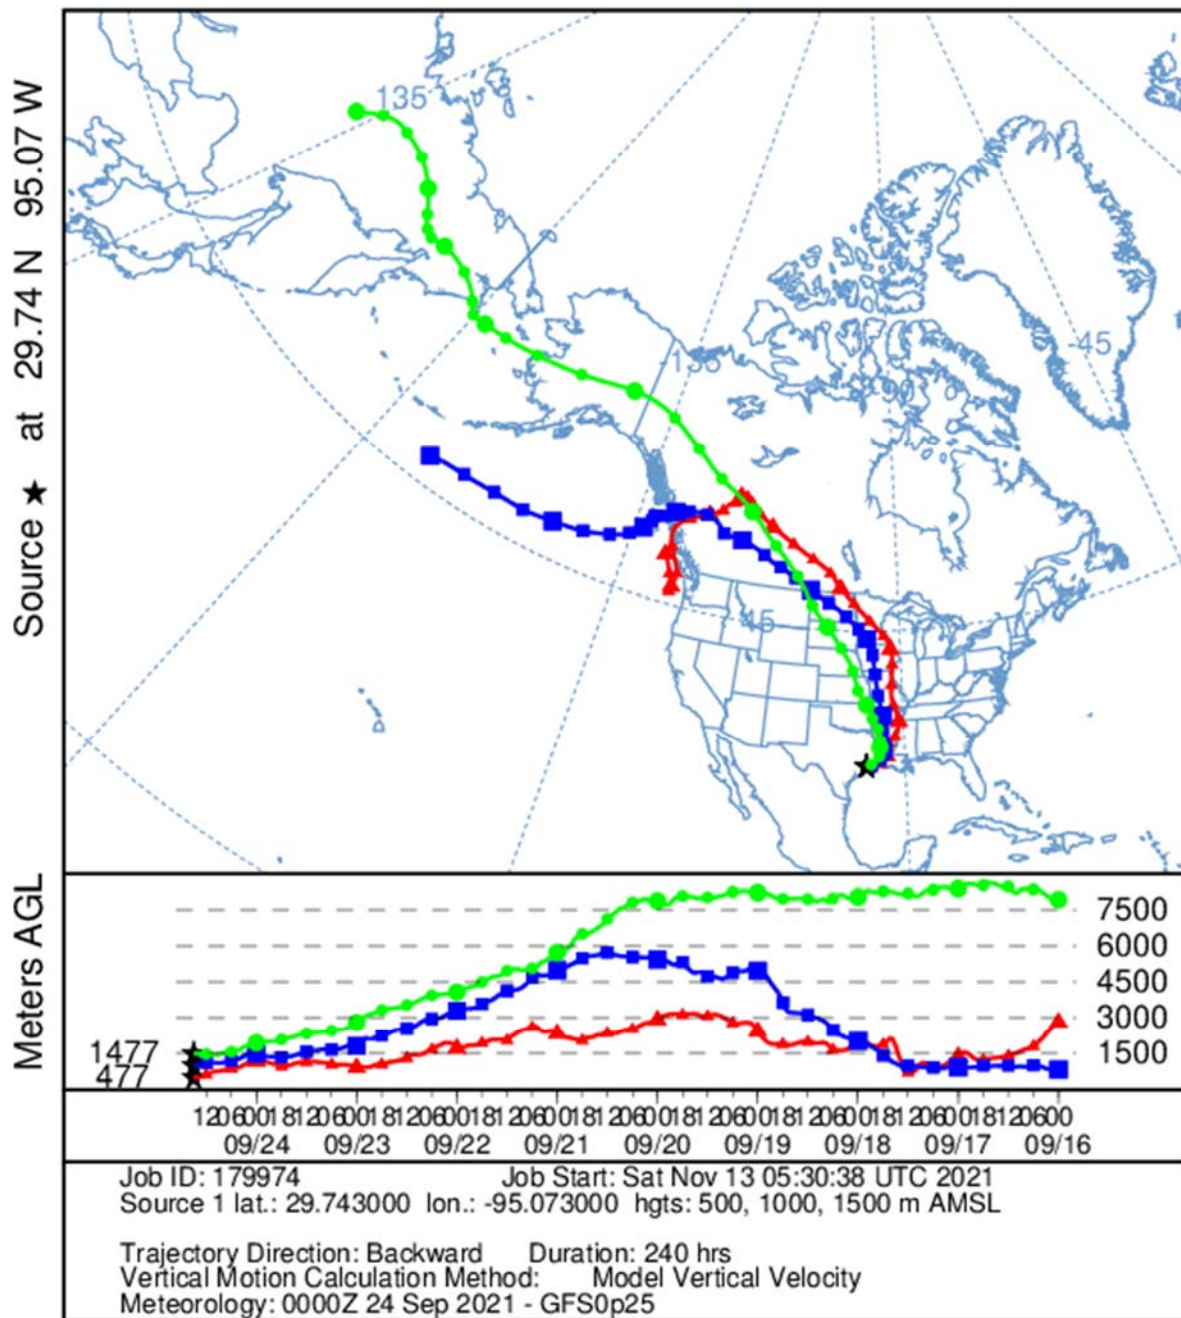 Source ★ at 29.74 N 95.07 W
135
-135
-90
-45
45
Meters AGL
7500
6000
4500
3000
1500
1477
477
09/24 09/23 09/22 09/21 09/20 09/19 09/18 09/17 09/16
Job ID: 179974 Job Start: Sat Nov 13 05:30:38 UTC 2021
Source 1 lat.: 29.743000 lon.: -95.073000 hgts: 500, 1000, 1500 m AMSL
Trajectory Direction: Backward Duration: 240 hrs
Vertical Motion Calculation Method: Model Vertical Velocity
Meteorology: 0000Z 24 Sep 2021 - GFS0p25